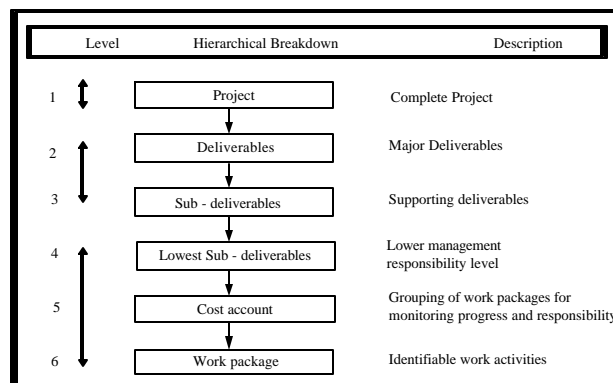 Level Hierarchical Breakdown Description
1 Project Complete Project
2 Deliverables Major Deliverables
3 Sub - deliverables Supporting deliverables
4 Lowest Sub - deliverables Lower management
responsibility level
5 Cost account Grouping of work packages for
monitoring progress and responsibility
6 Work package Identifiable work activities